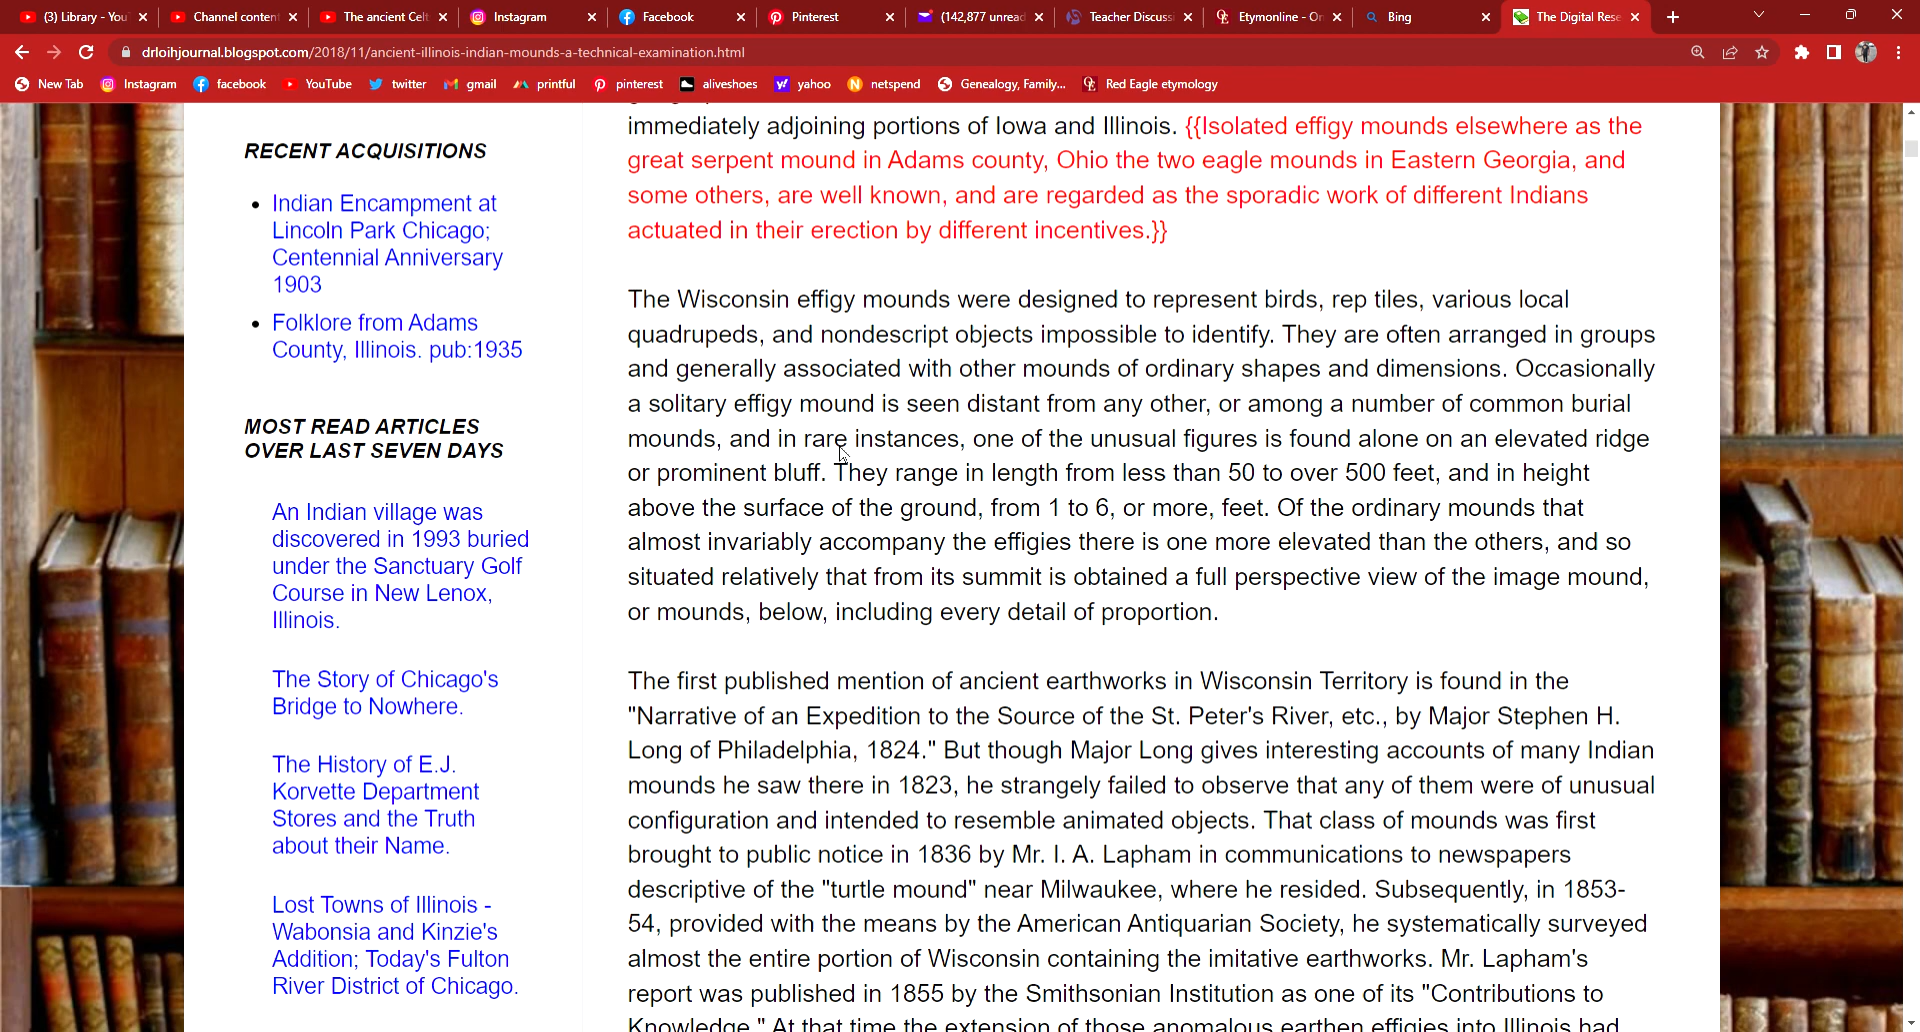 (3) Library - You
Channel conten
The ancient Cel
Instagram
Facebook
Pinterest
(142,877 unread
Teacher Discuss
Etymonline - On
Bing
The Digital Rese
drloihjournal.blogspot.com/2018/11/ancient-illinois-indian-mounds-a-technical-examination.html
New Tab
Instagram
facebook
YouTube
twitter
gmail
printful
pinterest
aliveshoes
yahoo
netspend
Genealogy, Family...
Red Eagle etymology
RECENT ACQUISITIONS
Indian Encampment at
Lincoln Park Chicago;
Centennial Anniversary
1903
Folklore from Adams
County, Illinois. pub:1935
MOST READ ARTICLES
OVER LAST SEVEN DAYS
An Indian village was
discovered in 1993 buried
under the Sanctuary Golf
Course in New Lenox,
Illinois.
The Story of Chicago's
Bridge to Nowhere.
The History of E.J.
Korvette Department
Stores and the Truth
about their Name.
Lost Towns of Illinois -
Wabonsia and Kinzie's
Addition; Today's Fulton
River District of Chicago.
immediately adjoining portions of Iowa and Illinois. {{Isolated effigy mounds elsewhere as the
great serpent mound in Adams county, Ohio the two eagle mounds in Eastern Georgia, and
some others, are well known, and are regarded as the sporadic work of different Indians
actuated in their erection by different incentives.}}
The Wisconsin effigy mounds were designed to represent birds, rep tiles, various local
quadrupeds, and nondescript objects impossible to identify. They are often arranged in groups
and generally associated with other mounds of ordinary shapes and dimensions. Occasionally
a solitary effigy mound is seen distant from any other, or among a number of common burial
mounds, and in rare instances, one of the unusual figures is found alone on an elevated ridge
or prominent bluff. They range in length from less than 50 to over 500 feet, and in height
above the surface of the ground, from 1 to 6, or more, feet. Of the ordinary mounds that
almost invariably accompany the effigies there is one more elevated than the others, and so
situated relatively that from its summit is obtained a full perspective view of the image mound,
or mounds, below, including every detail of proportion.
The first published mention of ancient earthworks in Wisconsin Territory is found in the
"Narrative of an Expedition to the Source of the St. Peter's River, etc., by Major Stephen H.
Long of Philadelphia, 1824." But though Major Long gives interesting accounts of many Indian
mounds he saw there in 1823, he strangely failed to observe that any of them were of unusual
configuration and intended to resemble animated objects. That class of mounds was first
brought to public notice in 1836 by Mr. I. A. Lapham in communications to newspapers
descriptive of the "turtle mound" near Milwaukee, where he resided. Subsequently, in 1853-
54, provided with the means by the American Antiquarian Society, he systematically surveyed
almost the entire portion of Wisconsin containing the imitative earthworks. Mr. Lapham's
report was published in 1855 by the Smithsonian Institution as one of its "Contributions to
Knowledge." At that time the extension of those anomalous earthen effigies into Illinois had